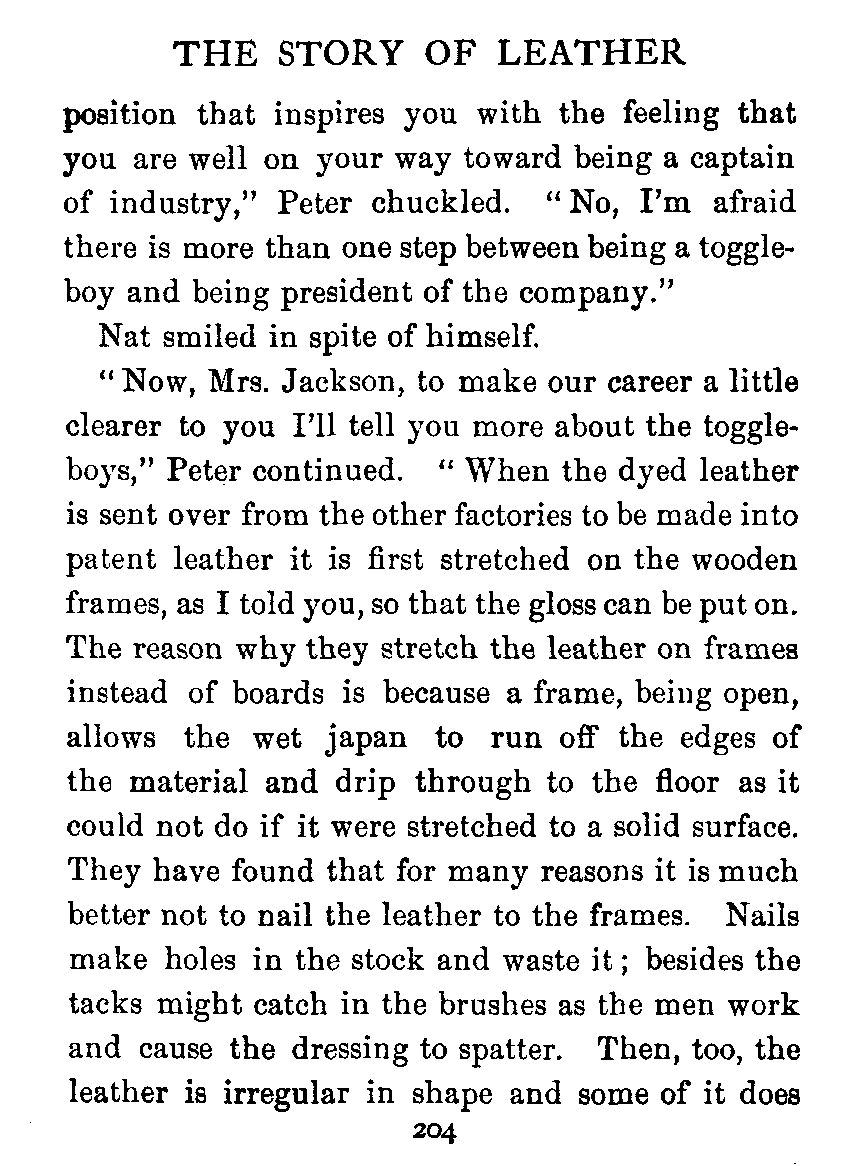 THE STORY OF LEATHER
position that inspires you with the feeling that
you are well on your way toward being a captain
of industry,” Peter chuckled. “No, I’m afraid
there is more than one step between being a toggle-
boy and being president of the company.”
Nat smiled in spite of himself.
“Now, Mrs. Jackson, to make our career a little
clearer to you I’ll tell you more about the toggle-
boys,” Peter continued. “When the dyed leather
is sent over from the other factories to be made into
patent leather it is first stretched on the wooden
frames, as I told you, so that the gloss can be put on.
The reason why they stretch the leather on frames
instead of boards is because a frame, being open,
allows the wet japan to run off the edges of
the material and drip through to the floor as it
could not do if it were stretched to a solid surface.
They have found that for many reasons it is much
better not to nail the leather to the frames. Nails
make holes in the stock and waste it; besides the
tacks might catch in the brushes as the men work
and cause the dressing to spatter. Then, too, the
leather is irregular in shape and some of it does
204